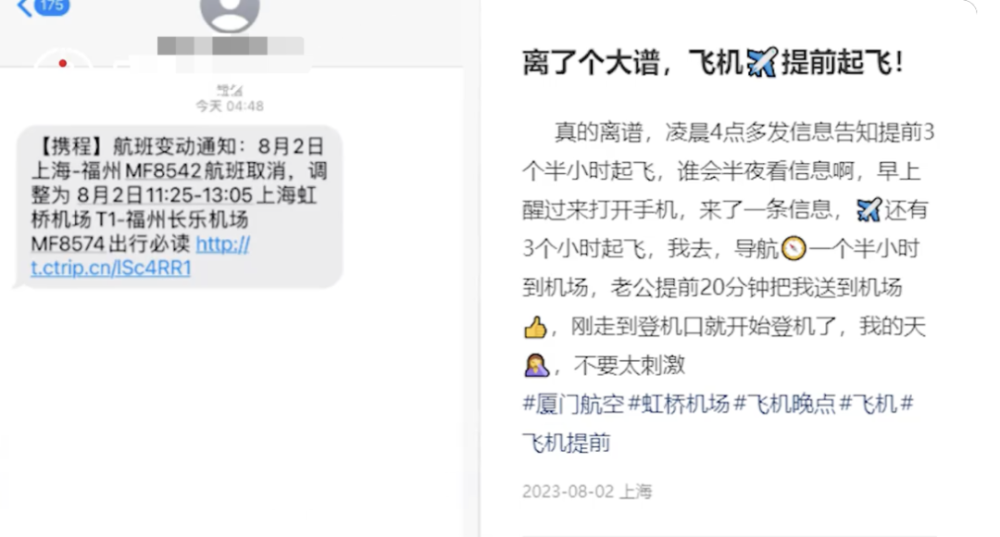 175
今天 04:48
【携程】航班变动通知：8月2日
上海-福州 MF8542 航班取消，调
整为 8月2日11:25-13:05 上海虹
桥机场 T1-福州长乐机场
MF8574 出行必读 http://
t.ctrip.cn/lSc4RR1
离了个大谱，飞机✈️提前起飞！
真的离谱，凌晨4点多发信息告知提前3
个半小时起飞，谁会半夜看信息啊，早上
醒过来打开手机，来了一条信息，✈️还有
3个小时起飞，我去，导航🧭一个半小时
到机场，老公提前20分钟把我送到机场
👍，刚走到登机口就开始登机了，我的天
🤦‍♀️，不要太刺激
#厦门航空#虹桥机场#飞机晚点#飞机#
飞机提前
2023-08-02 上海